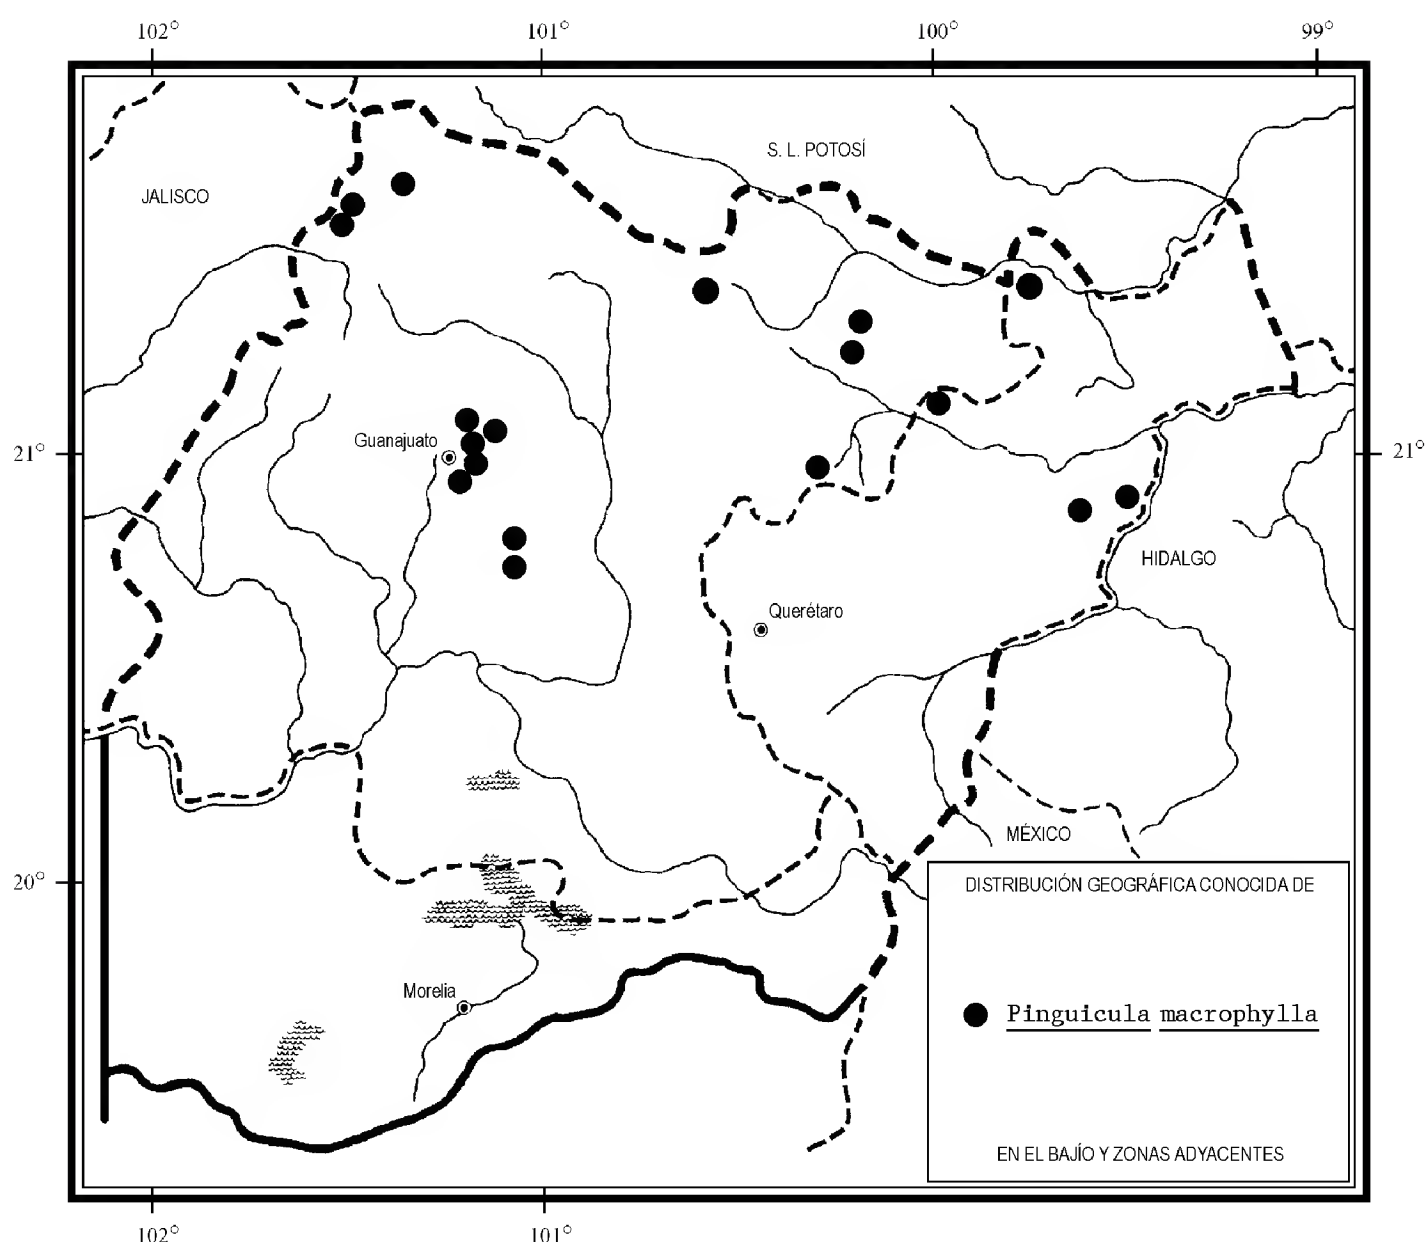 102° 101° 100° 99°
S. L. POTOSÍ
JALISCO
Guanajuato
21° 21°
HIDALGO
Querétaro
MÉXICO
20°
DISTRIBUCIÓN GEOGRÁFICA CONOCIDA DE
Morelia
Pinguicula macrophylla
EN EL BAJÍO Y ZONAS ADYACENTES
102° 101°